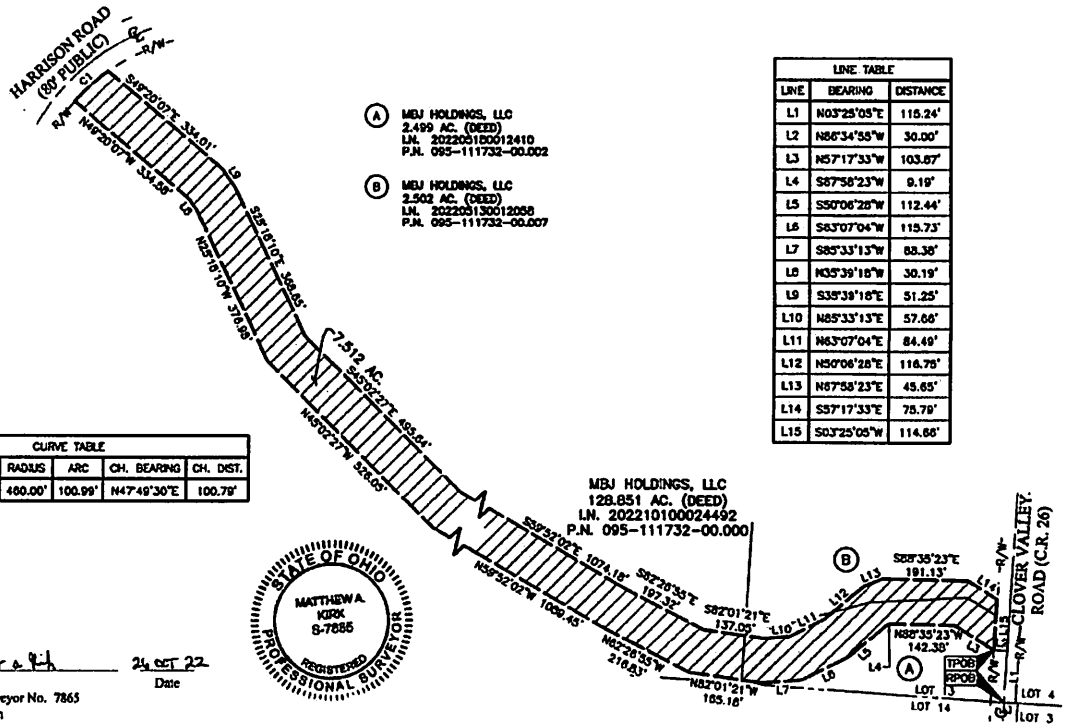 HARRISON ROAD
(80' PUBLIC)
R/W
-R/W-
C1
S49°20'07"E 334.01'
N49°20'07"W 334.58'
L9
L8
S25°18'10"E 368.85'
N25°18'10"W 376.98'
7.512 AC.
S45°02'27"E 495.64'
N45°02'27"W 526.05'
A MBJ HOLDINGS, LLC
2.499 AC. (DEED)
I.N. 202205180012410
P.N. 095-111732-00.002
B MBJ HOLDINGS, LLC
2.502 AC. (DEED)
I.N. 202205130012058
P.N. 095-111732-00.007
LINE TABLE
LINE BEARING DISTANCE
L1 N03°25'05"E 115.24'
L2 N86°34'55"W 30.00'
L3 N57°17'33"W 103.87'
L4 S67°58'23"W 9.19'
L5 S50°06'28"W 112.44'
L6 S63°07'04"W 115.73'
L7 S85°33'13"W 88.38'
L8 N35°39'18"W 30.19'
L9 S35°39'18"E 51.25'
L10 N85°33'13"E 57.66'
L11 N63°07'04"E 84.49'
L12 N50°06'28"E 116.75'
L13 N67°58'23"E 45.65'
L14 S57°17'33"E 75.79'
L15 S03°25'05"W 114.66'
CURVE TABLE
RADIUS ARC CH. BEARING CH. DIST.
460.00' 100.99' N47°49'30"E 100.79'
MBJ HOLDINGS, LLC
128.851 AC. (DEED)
I.N. 202210100024492
P.N. 095-111732-00.000
S59°52'02"E
1074.18'
N59°52'02"W 1069.45'
S62°26'55"E
197.32'
N62°26'55"W
216.83'
S82°01'21"E
137.05'
N82°01'21"W
165.18'
L10
L11
L12
L13
B
S88°35'23"E
191.13'
L14
N88°35'23"W
142.38'
L3
L4
L5
L6
L7
A
L15
TPOB
RPOB
R/W
-R/W-
L1
-R/W-
CLOVER VALLEY
ROAD (C.R. 26)
LOT 13
LOT 14
LOT 4
LOT 3
STATE OF OHIO
MATTHEW A.
KIRK
S-7865
REGISTERED
PROFESSIONAL SURVEYOR
26 OCT 22
Date
veyor No. 7865